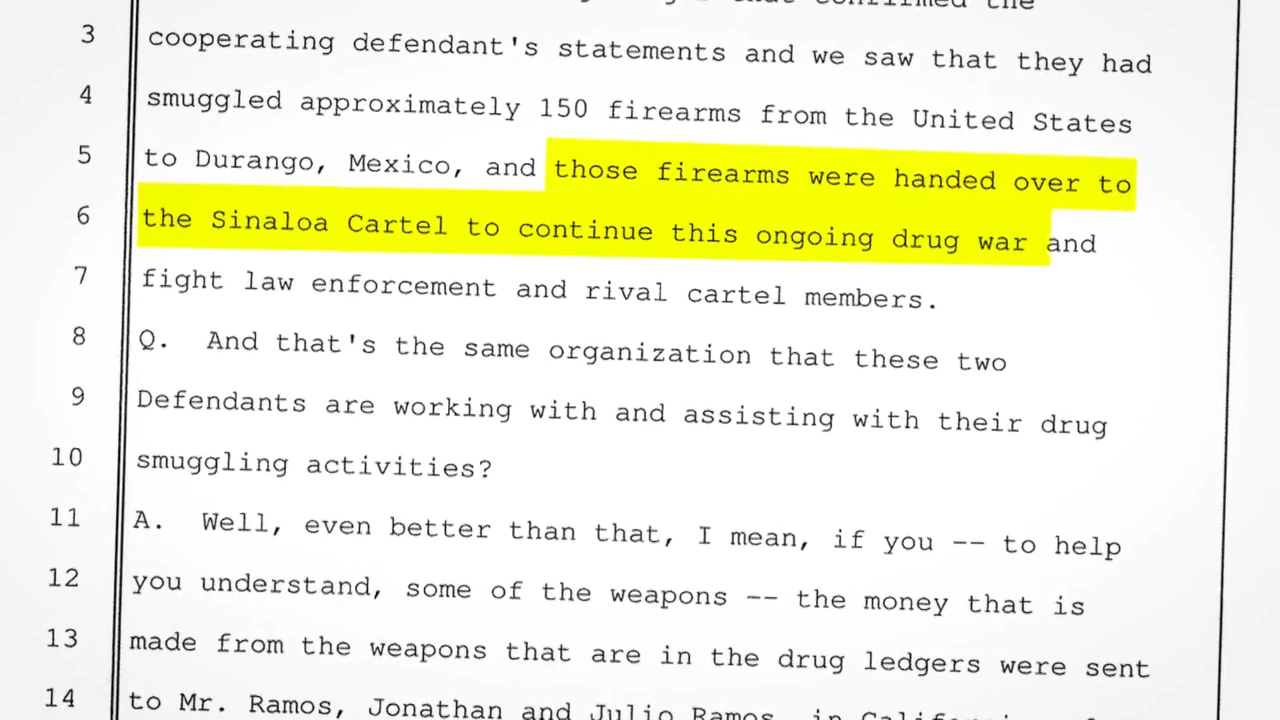 confirmed the
3 cooperating defendant's statements and we saw that they had
4 smuggled approximately 150 firearms from the United States
5 to Durango, Mexico, and those firearms were handed over to
6 the Sinaloa Cartel to continue this ongoing drug war and
7 fight law enforcement and rival cartel members.
8 Q. And that's the same organization that these two
9 Defendants are working with and assisting with their drug
10 smuggling activities?
11 A. Well, even better than that, I mean, if you -- to help
12 you understand, some of the weapons -- the money that is
13 made from the weapons that are in the drug ledgers were sent
14 to Mr. Ramos, Jonathan and Julio Ramos, in